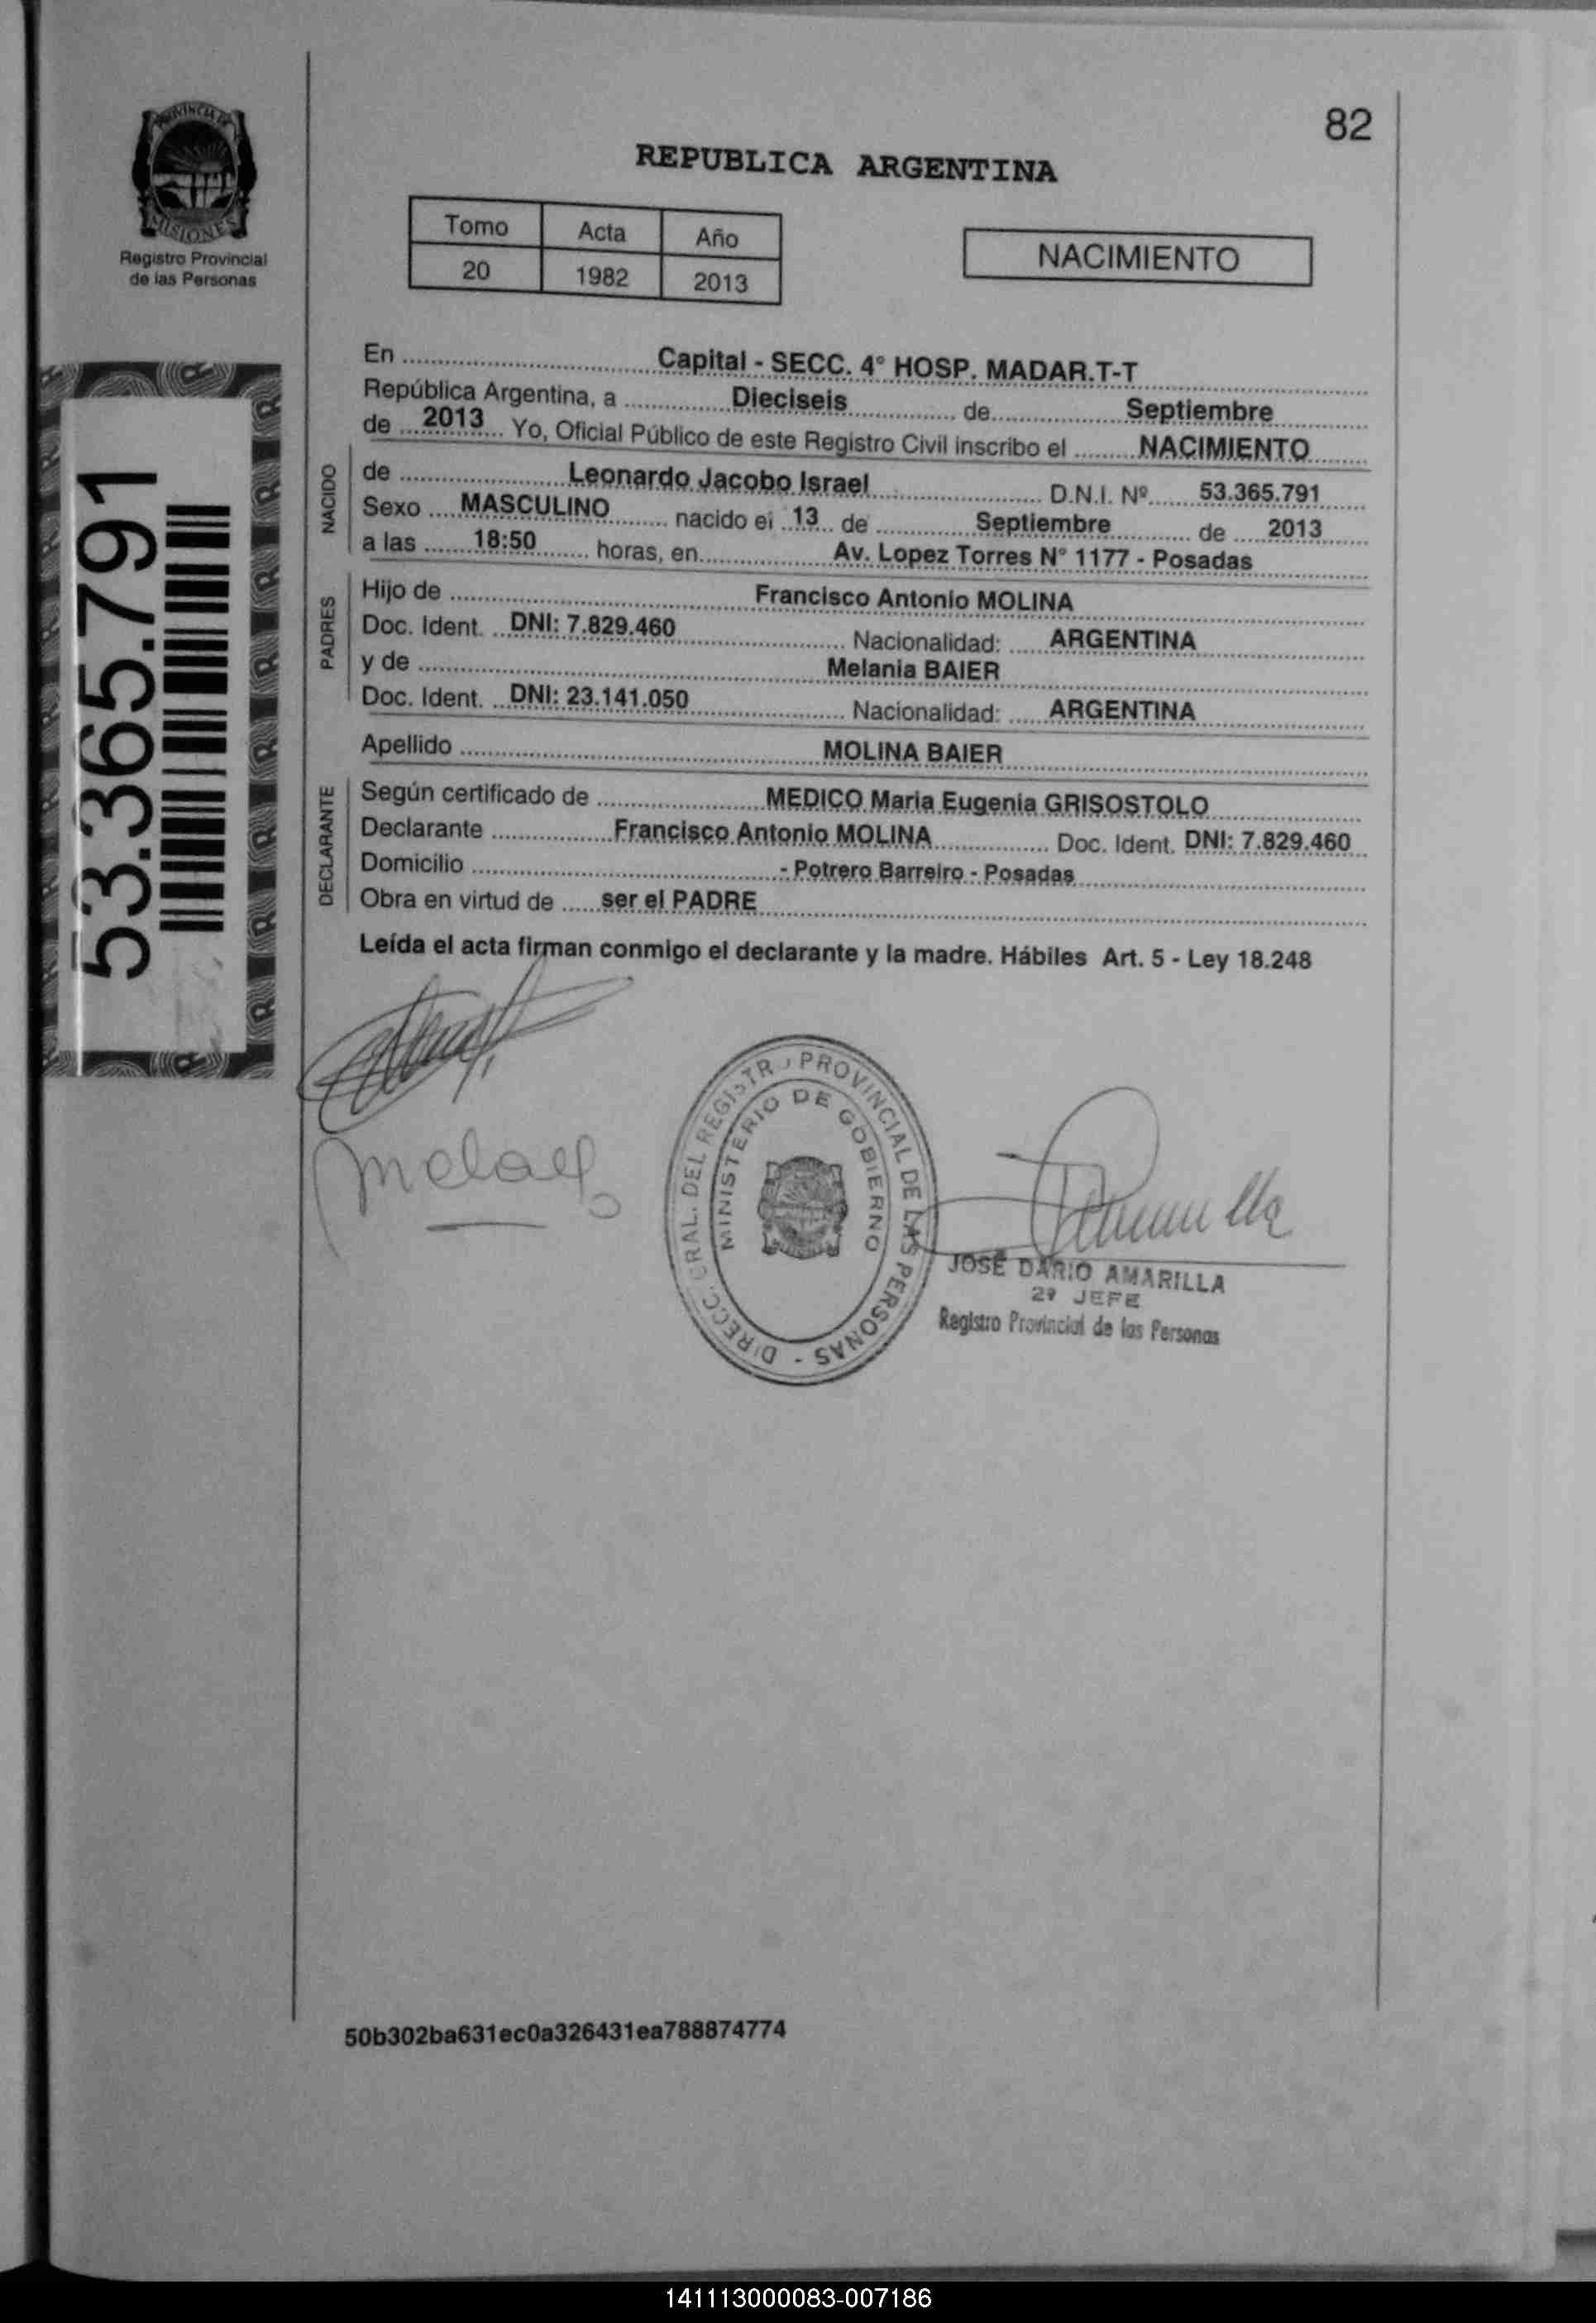 82
PROVINCIA DE
MISIONES
Registro Provincial
de las Personas
REPUBLICA ARGENTINA
Tomo Acta Año
20 1982 2013
NACIMIENTO
53.365.791
En Capital - SECC. 4° HOSP. MADAR.T-T
República Argentina, a Dieciseis de Septiembre
de 2013 Yo, Oficial Público de este Registro Civil inscribo el NACIMIENTO
NACIDO
de Leonardo Jacobo Israel D.N.I. Nº 53.365.791
Sexo MASCULINO nacido el 13 de Septiembre de 2013
a las 18:50 horas, en Av. Lopez Torres N° 1177 - Posadas
PADRES
Hijo de Francisco Antonio MOLINA
Doc. Ident. DNI: 7.829.460 Nacionalidad: ARGENTINA
y de Melania BAIER
Doc. Ident. DNI: 23.141.050 Nacionalidad: ARGENTINA
Apellido MOLINA BAIER
DECLARANTE
Según certificado de MEDICO Maria Eugenia GRISOSTOLO
Declarante Francisco Antonio MOLINA Doc. Ident. DNI: 7.829.460
Domicilio - Potrero Barreiro - Posadas
Obra en virtud de ser el PADRE
Leída el acta firman conmigo el declarante y la madre. Hábiles Art. 5 - Ley 18.248
DIRECC. GRAL. DEL REGISTRO PROVINCIAL DE LAS PERSONAS -
MINISTERIO DE GOBIERNO
JOSÉ DARIO AMARILLA
2º JEFE
Registro Provincial de las Personas
50b302ba631ec0a326431ea788874774
141113000083-007186